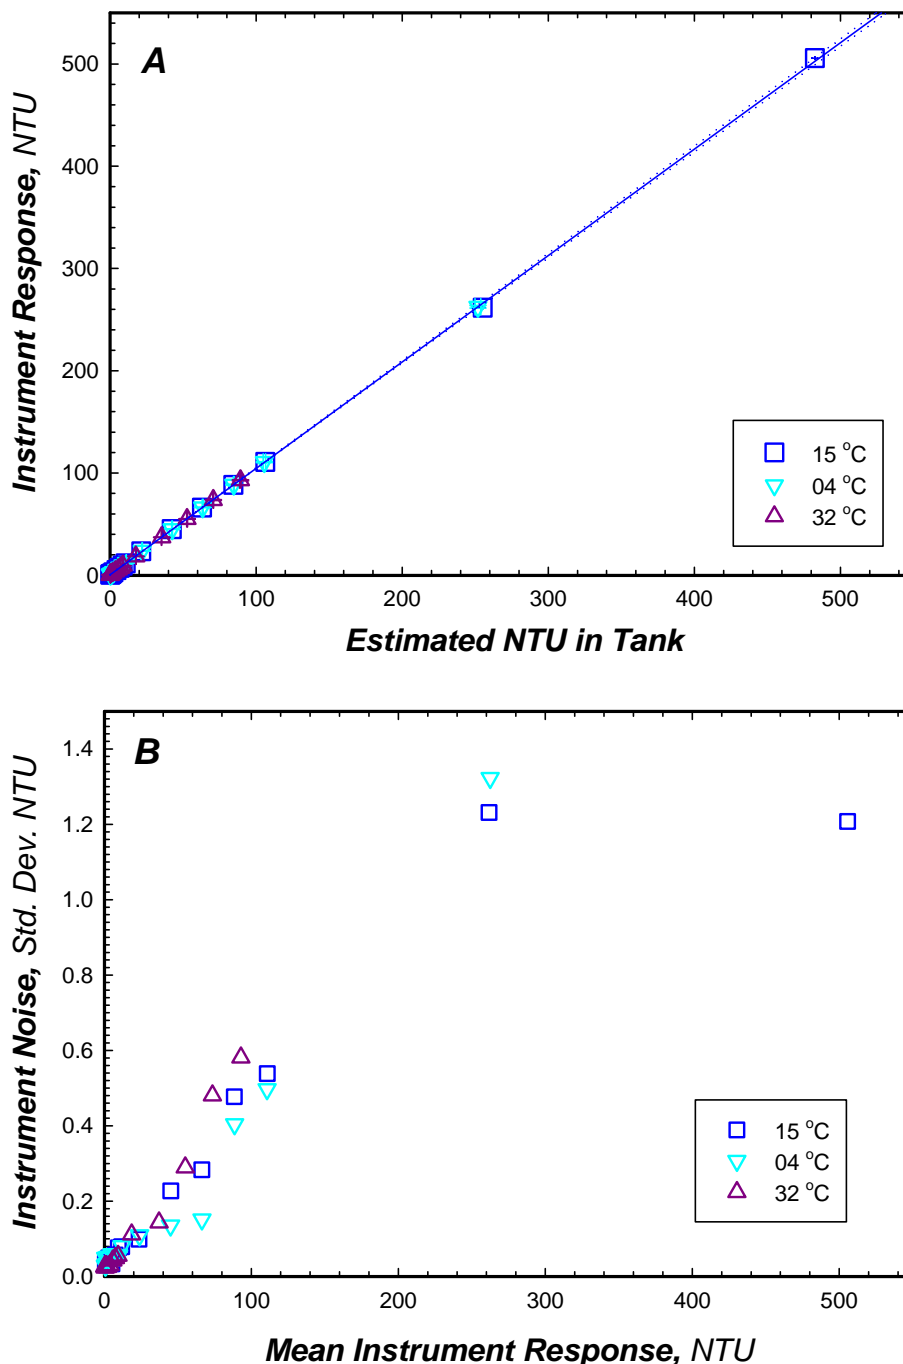 A
Instrument Response, NTU
500
400
300
200
100
0
15 °C
04 °C
32 °C
0 100 200 300 400 500
Estimated NTU in Tank
B
Instrument Noise, Std. Dev. NTU
1.4
1.2
1.0
0.8
0.6
0.4
0.2
0.0
15 °C
04 °C
32 °C
0 100 200 300 400 500
Mean Instrument Response, NTU